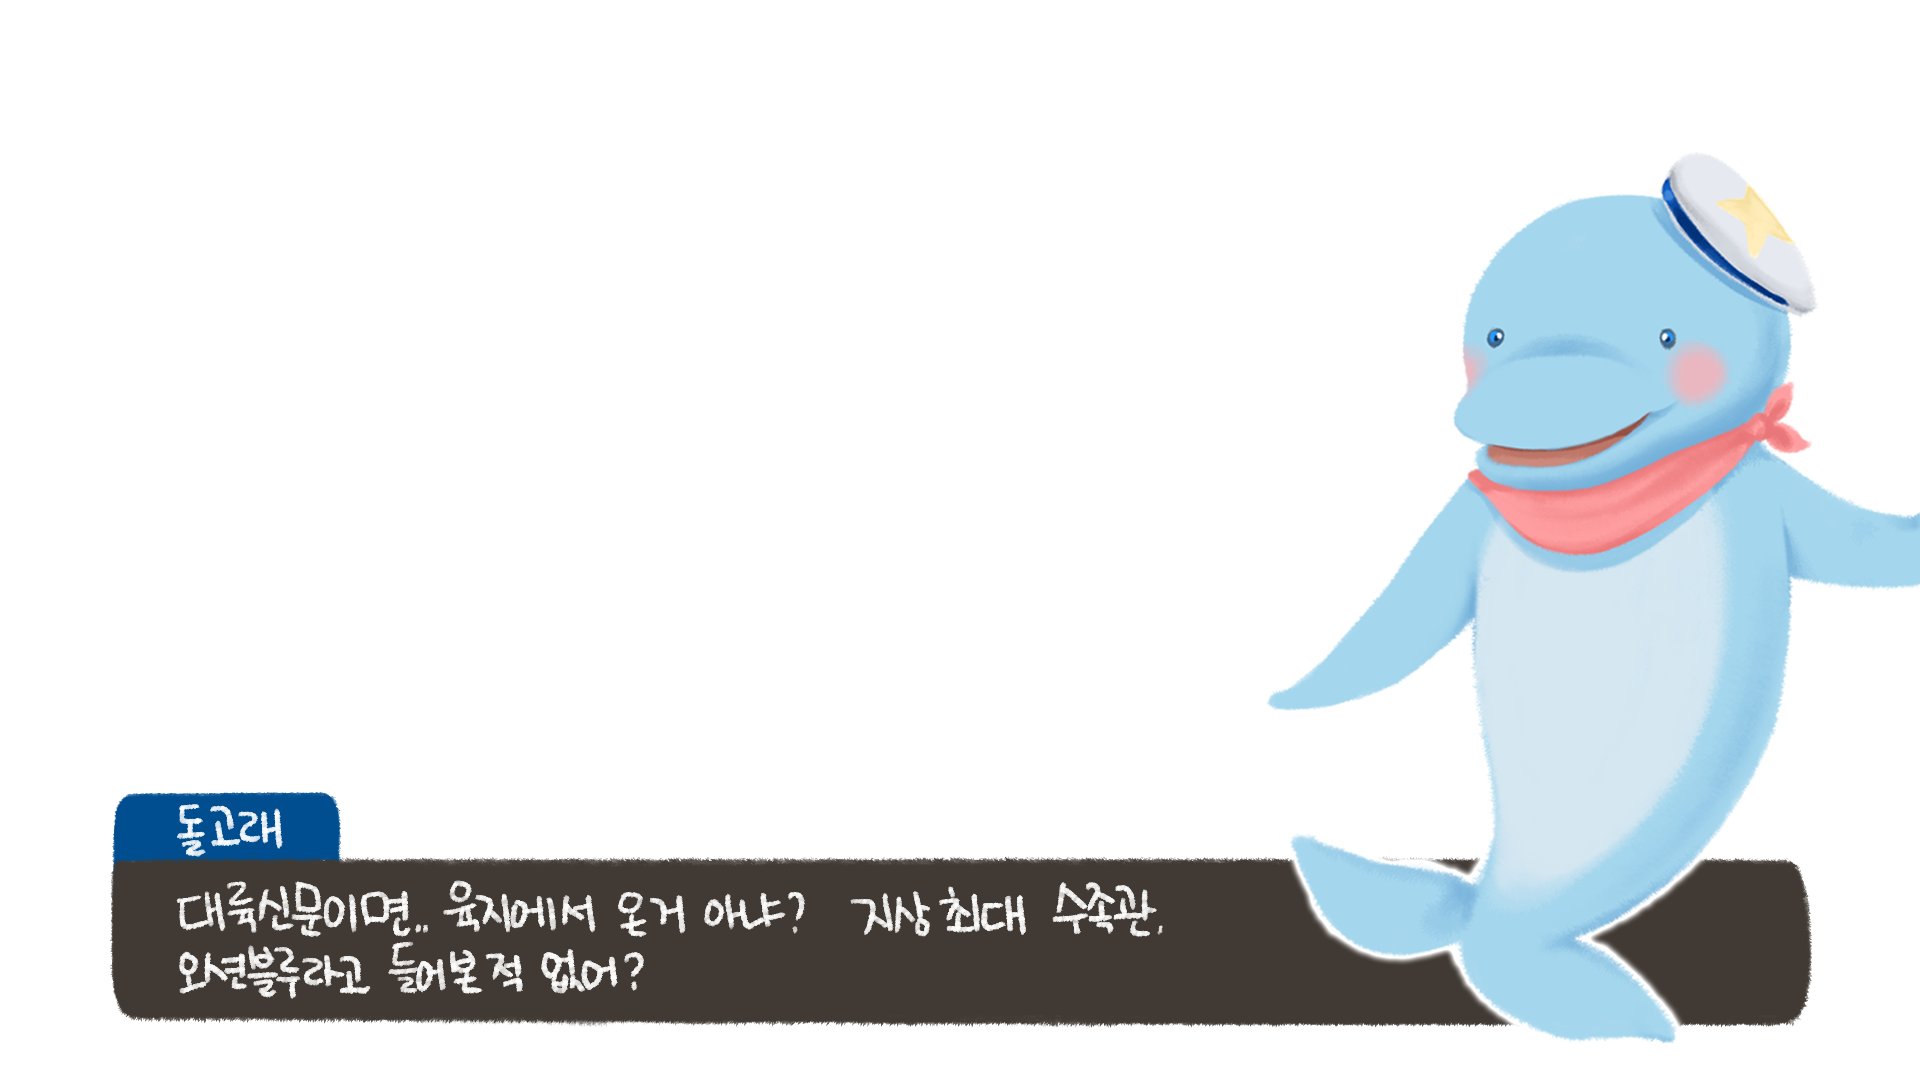 돌고래
대륙신문이면.. 육지에서 온거 아냐? 지상최대 수족관,
오션블루라고 들어본 적 없어?